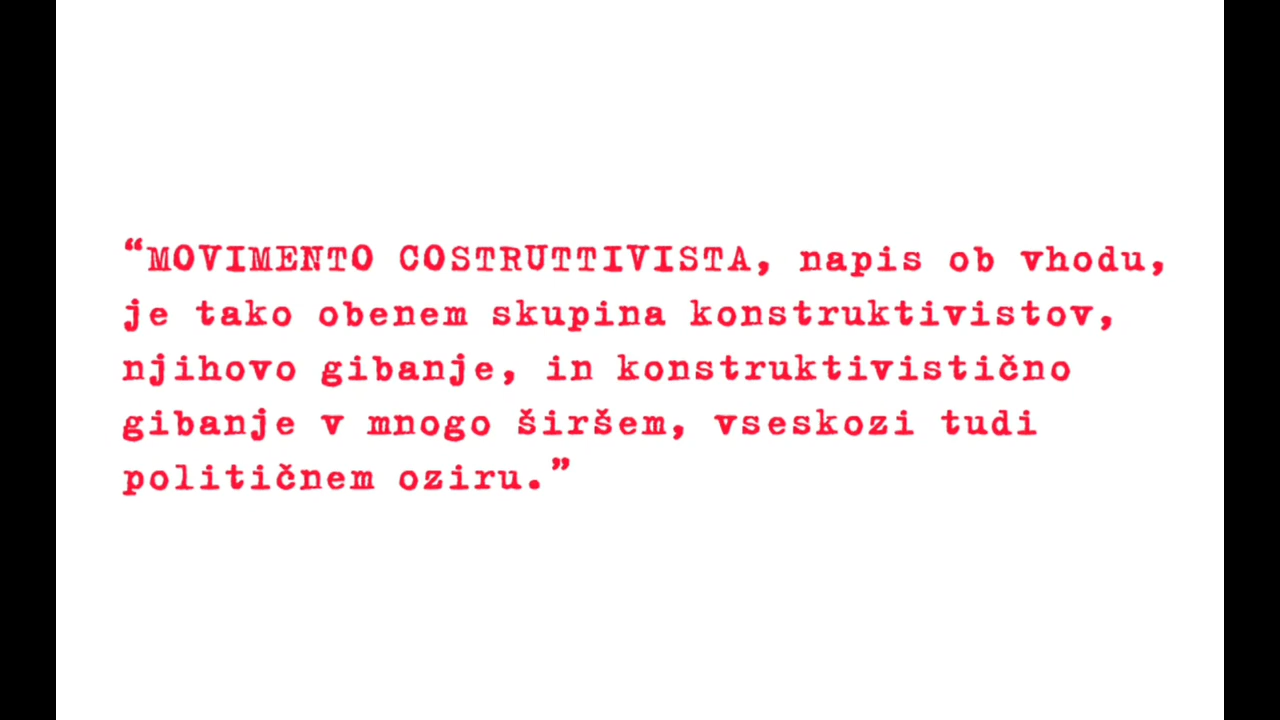 “MOVIMENTO COSTRUTTIVISTA, napis ob vhodu,
je tako obenem skupina konstruktivistov,
njihovo gibanje, in konstruktivistično
gibanje v mnogo širšem, vseskozi tudi
političnem oziru.”